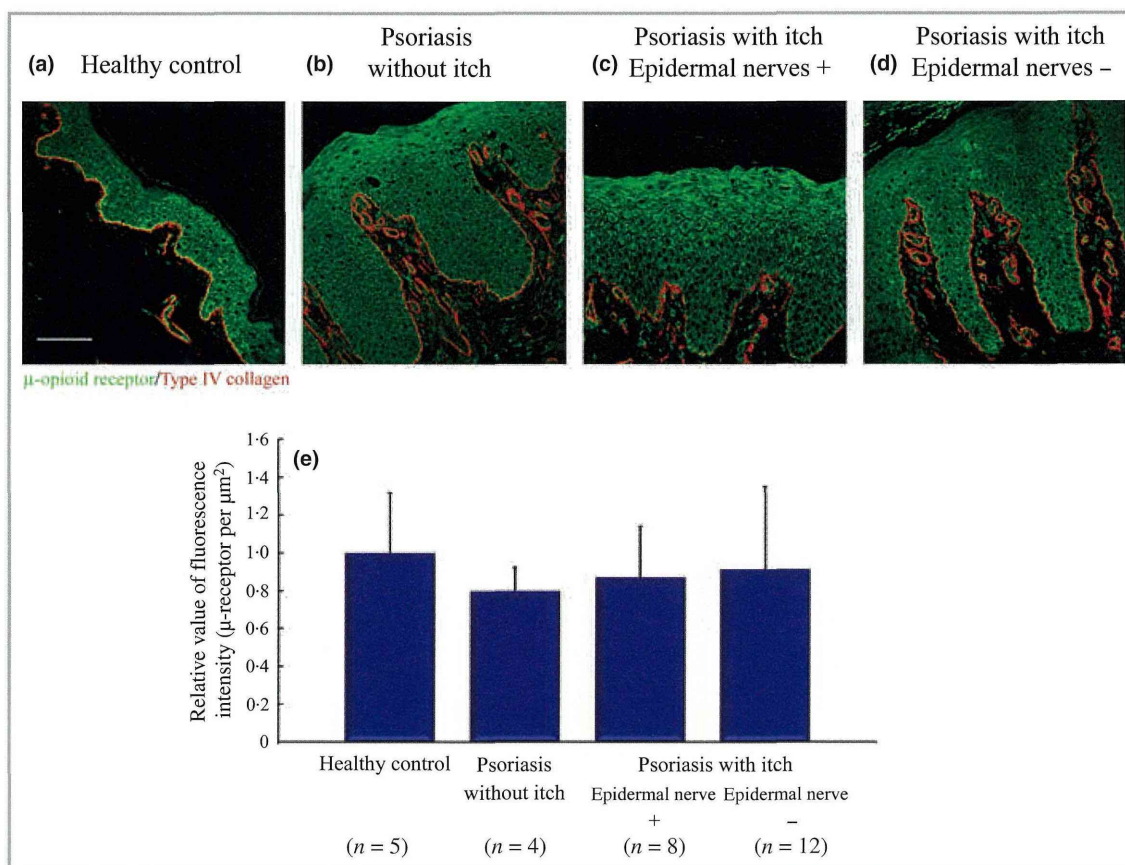 (a) Healthy control
(b) Psoriasis
without itch
(c) Psoriasis with itch
Epidermal nerves +
(d) Psoriasis with itch
Epidermal nerves −
μ-opioid receptor/Type IV collagen
(e)
Relative value of fluorescence
intensity (μ-receptor per μm²)
1·6
1·4
1·2
1·0
0·8
0·6
0·4
0·2
0
Healthy control
Psoriasis
without itch
Psoriasis with itch
Epidermal nerve
+
Epidermal nerve
−
(n = 5)
(n = 4)
(n = 8)
(n = 12)